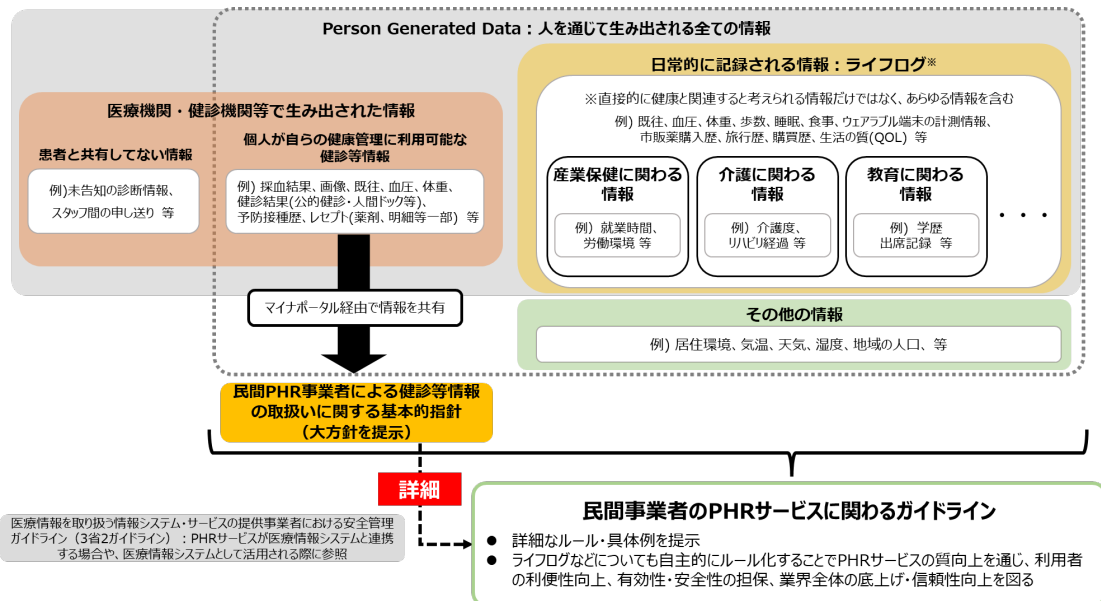 Person Generated Data：人を通じて生み出される全ての情報
医療機関・健診機関等で生み出された情報
患者と共有してない情報
例)未告知の診断情報、
スタッフ間の申し送り 等
個人が自らの健康管理に利用可能な
健診等情報
例) 採血結果、画像、既往、血圧、体重、
健診結果(公的健診・人間ドック等)、
予防接種歴、レセプト(薬剤、明細等一部) 等
日常的に記録される情報：ライフログ※
※直接的に健康と関連すると考えられる情報だけではなく、あらゆる情報を含む
例) 既往、血圧、体重、歩数、睡眠、食事、ウェアラブル端末の計測情報、
市販薬購入歴、旅行歴、購買歴、生活の質(QOL) 等
産業保健に関わる
情報
例) 就業時間、
労働環境 等
介護に関わる
情報
例) 介護度、
リハビリ経過 等
教育に関わる
情報
例) 学歴
出席記録 等
・・・
マイナポータル経由で情報を共有
その他の情報
例) 居住環境、気温、天気、湿度、地域の人口、等
民間PHR事業者による健診等情報
の取扱いに関する基本的指針
（大方針を提示）
詳細
医療情報を取り扱う情報システム・サービスの提供事業者における安全管理
ガイドライン（3省2ガイドライン）：PHRサービスが医療情報システムと連携
する場合や、医療情報システムとして活用される際に参照
民間事業者のPHRサービスに関わるガイドライン
● 詳細なルール・具体例を提示
● ライフログなどについても自主的にルール化することでPHRサービスの質向上を通じ、利用者
の利便性向上、有効性・安全性の担保、業界全体の底上げ・信頼性向上を図る